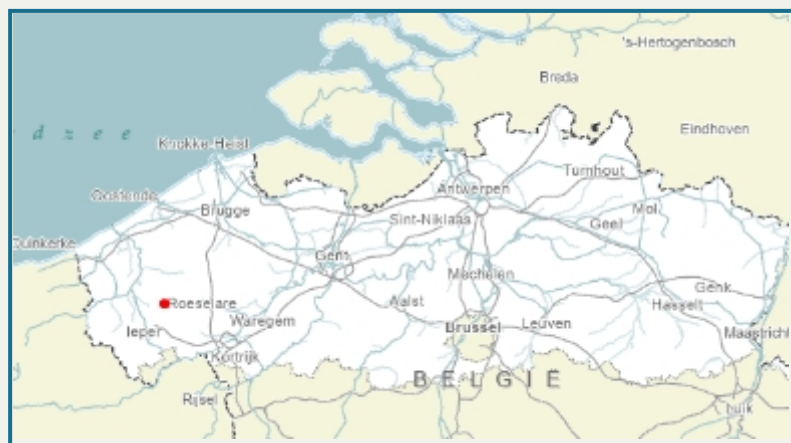 's-Hertogenbosch
Breda
d z e e
Eindhoven
Knokke-Heist
Turnhout
Antwerpen
Oostende
Mol
Brugge
Sint-Niklaas
Geel
Duinkerke
Gent
Mechelen
Genk
Roeselare
Aalst
Hasselt
Waregem
Brussel
Leuven
Ieper
Maastricht
Kortrijk
BELGIË
Rijsel
Luik